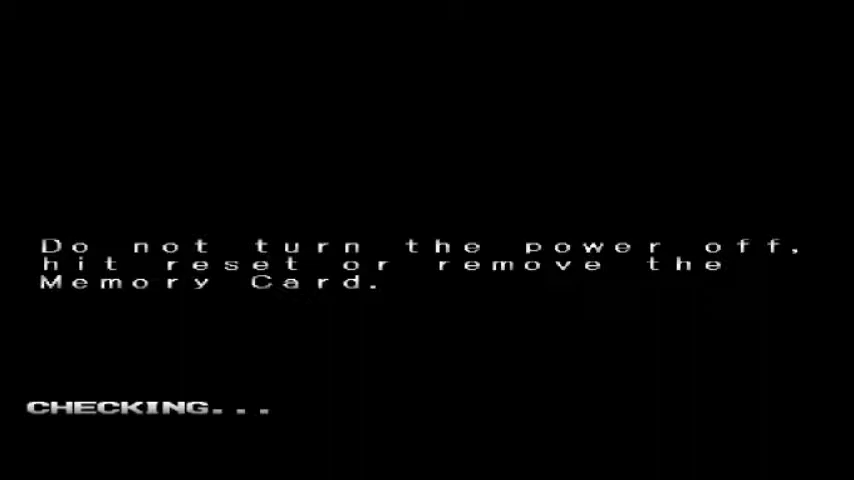 Do not turn the power off,
hit reset or remove the
Memory Card.
CHECKING...